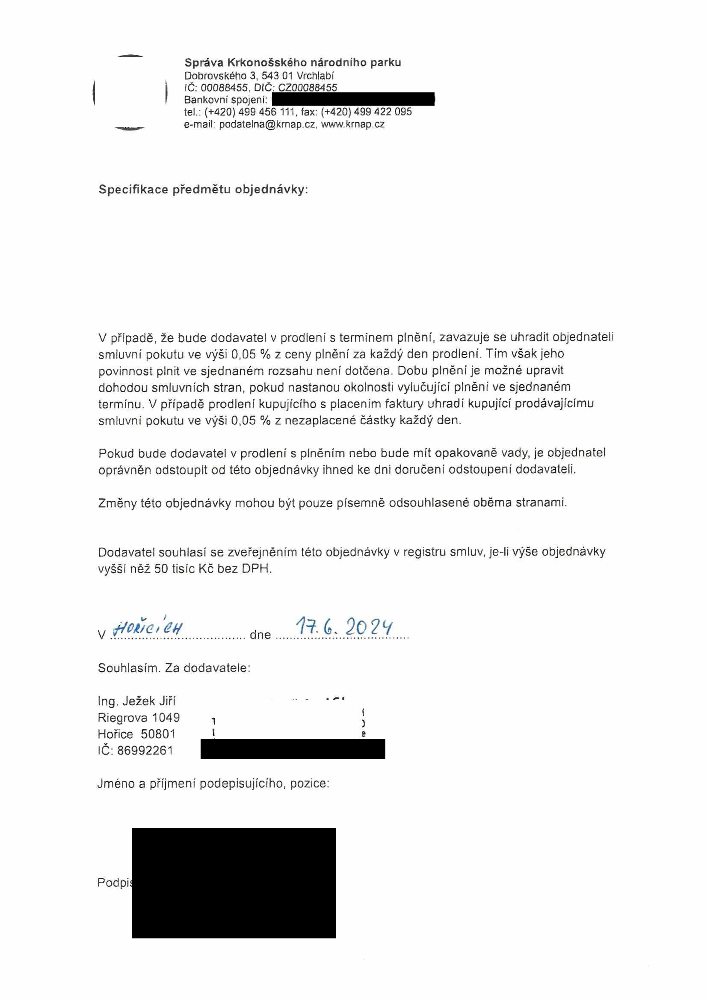 Správa Krkonošského národního parku
Dobrovského 3, 543 01 Vrchlabí
IČ: 00088455, DIČ: CZ00088455
Bankovní spojení:
tel.: (+420) 499 456 111, fax: (+420) 499 422 095
e-mail: podatelna@krnap.cz, www.krnap.cz
Specifikace předmětu objednávky:
V případě, že bude dodavatel v prodlení s termínem plnění, zavazuje se uhradit objednateli
smluvní pokutu ve výši 0,05 % z ceny plnění za každý den prodlení. Tím však jeho
povinnost plnit ve sjednaném rozsahu není dotčena. Dobu plnění je možné upravit
dohodou smluvních stran, pokud nastanou okolnosti vylučující plnění ve sjednaném
termínu. V případě prodlení kupujícího s placením faktury uhradí kupující prodávajícímu
smluvní pokutu ve výši 0,05 % z nezaplacené částky každý den.
Pokud bude dodavatel v prodlení s plněním nebo bude mít opakovaně vady, je objednatel
oprávněn odstoupit od této objednávky ihned ke dni doručení odstoupení dodavateli.
Změny této objednávky mohou být pouze písemně odsouhlasené oběma stranami.
Dodavatel souhlasí se zveřejněním této objednávky v registru smluv, je-li výše objednávky
vyšší něž 50 tisíc Kč bez DPH.
V HOŘICÍCH dne 17. 6. 2024
Souhlasím. Za dodavatele:
Ing. Ježek Jiří
Riegrova 1049
Hořice 50801
IČ: 86992261
Jméno a příjmení podepisujícího, pozice:
Podpis